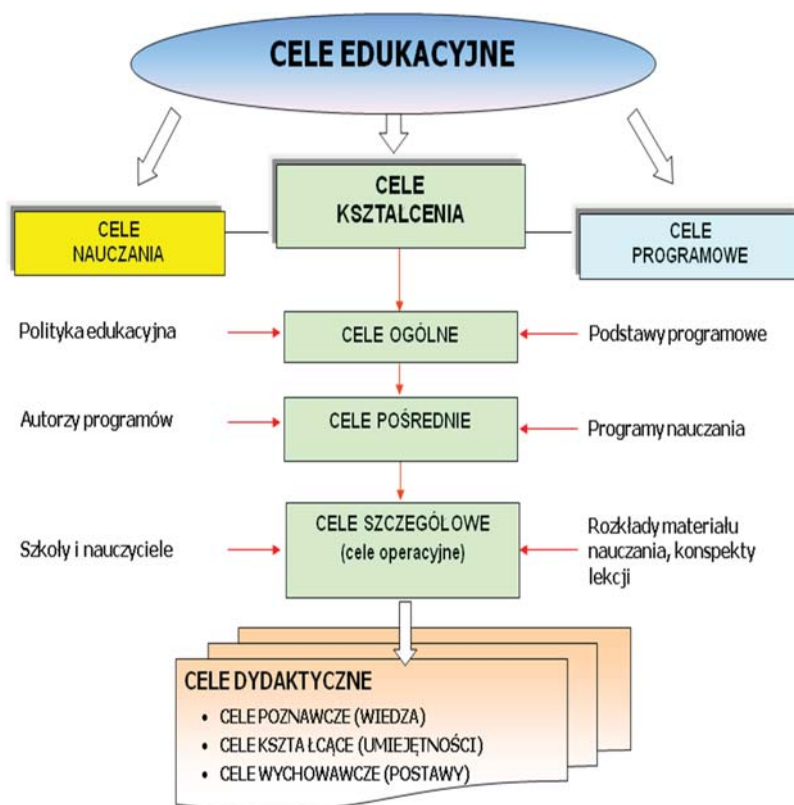 CELE EDUKACYJNE
CELE
KSZTALCENIA
CELE
NAUCZANIA
CELE
PROGRAMOWE
Polityka edukacyjna
CELE OGÓLNE
Podstawy programowe
Autorzy programów
CELE POŚREDNIE
Programy nauczania
Szkoły i nauczyciele
CELE SZCZEGÓLOWE
(cele operacyjne)
Rozkłady materiału
nauczania, konspekty
lekcji
CELE DYDAKTYCZNE
• CELE POZNAWCZE (WIEDZA)
• CELE KSZTA ŁCĄCE (UMIEJĘTNOŚCI)
• CELE WYCHOWAWCZE (POSTAWY)